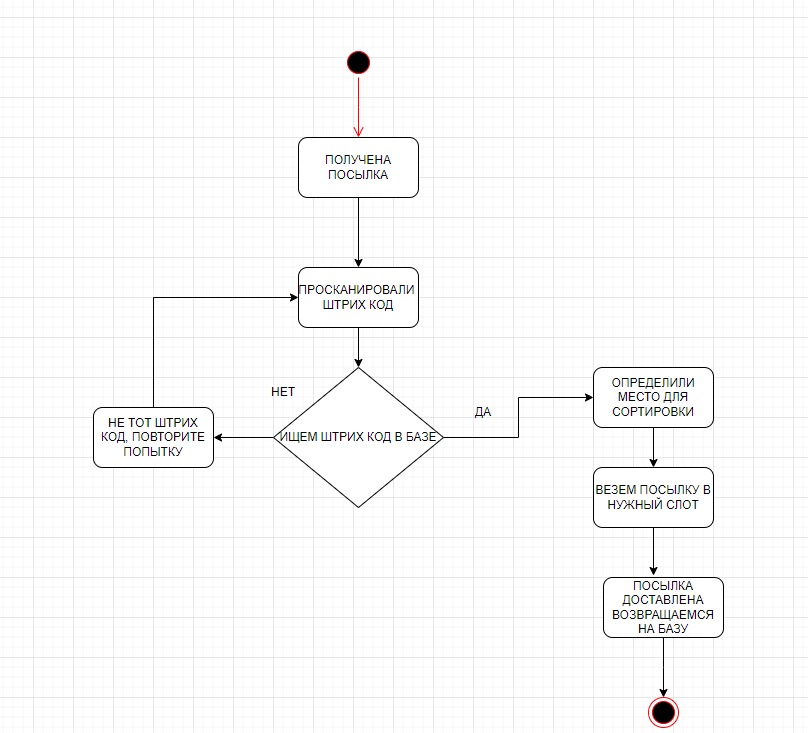 ПОЛУЧЕНА
ПОСЫЛКА
ПРОСКАНИРОВАЛИ
ШТРИХ КОД
НЕТ
ИЩЕМ ШТРИХ КОД В БАЗЕ
НЕ ТОТ ШТРИХ
КОД, ПОВТОРИТЕ
ПОПЫТКУ
ДА
ОПРЕДЕЛИЛИ
МЕСТО ДЛЯ
СОРТИРОВКИ
ВЕЗЕМ ПОСЫЛКУ В
НУЖНЫЙ СЛОТ
ПОСЫЛКА
ДОСТАВЛЕНА
ВОЗВРАЩАЕМСЯ
НА БАЗУ